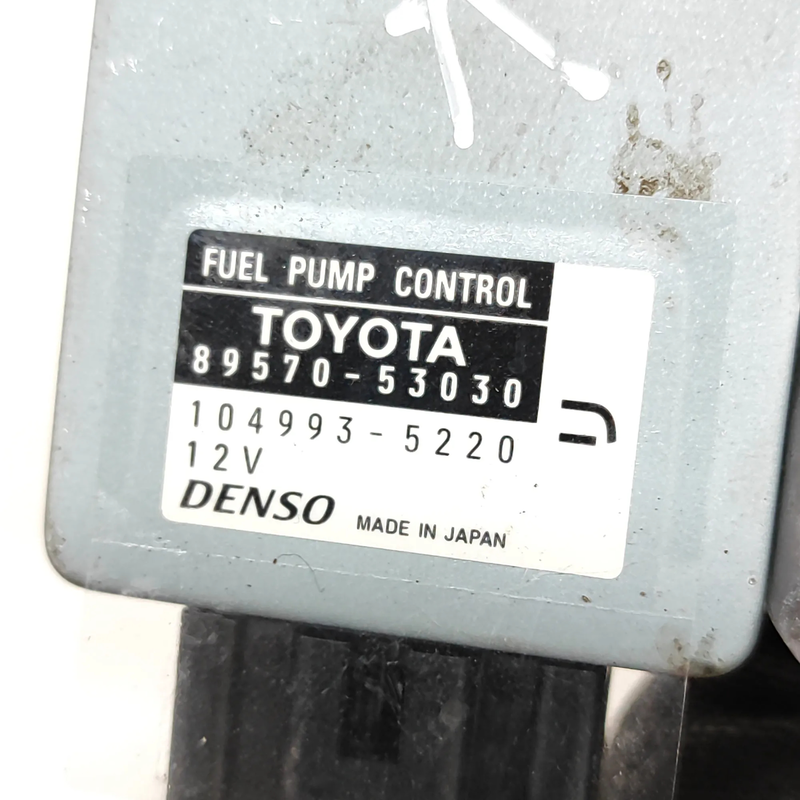 FUEL PUMP CONTROL
TOYOTA
89570-53030
104993-5220
12V
DENSO MADE IN JAPAN